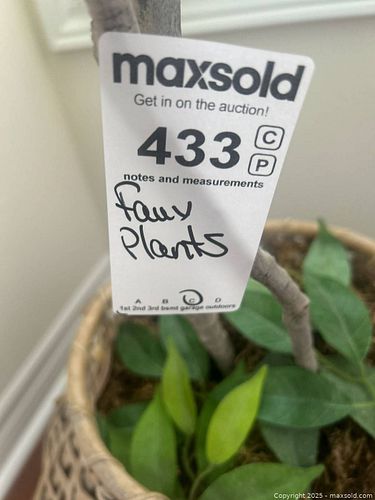 maxsold
Get in on the auction!
433 C
P
notes and measurements
Faux
Plants
A B C D
1st 2nd 3rd bsmt garage outdoors
Copyright 2025 - maxsold.com